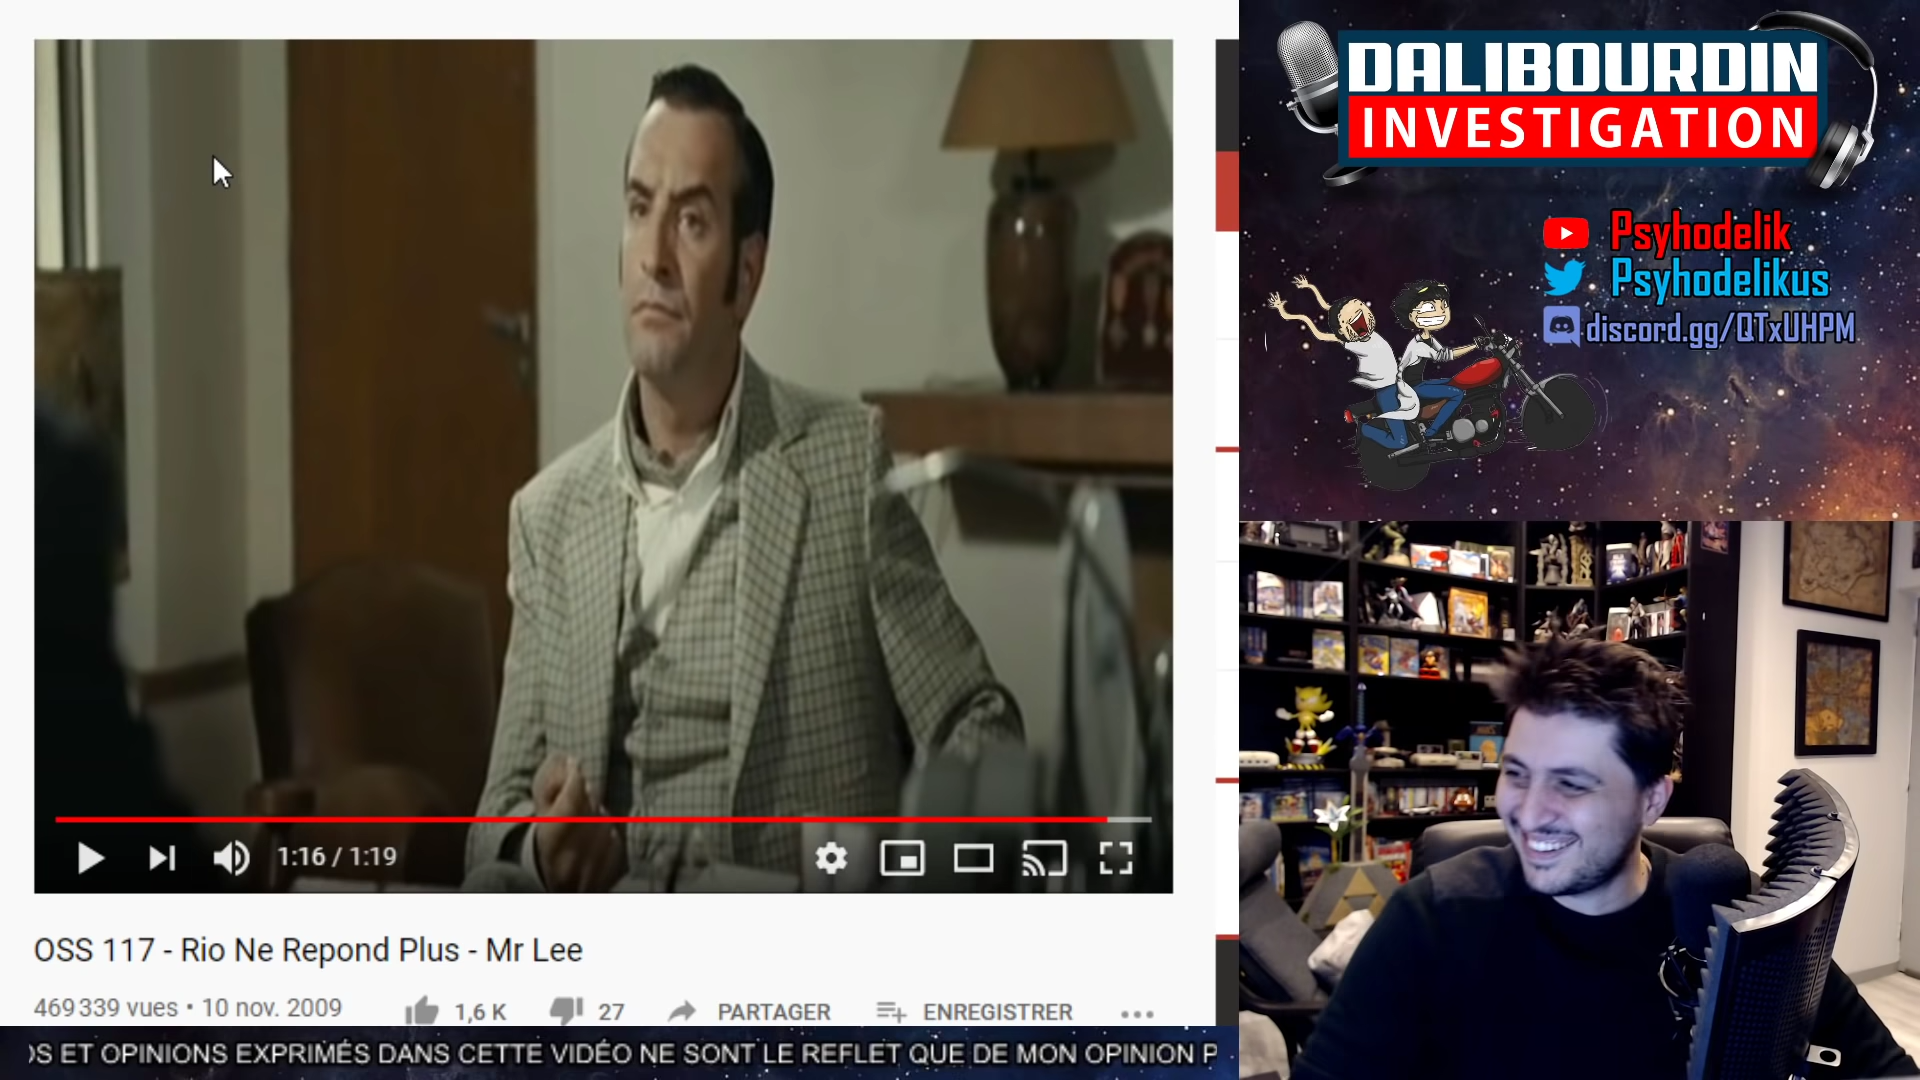 DALIBOURDIN
INVESTIGATION
Psyhodelik
Psyhodelikus
discord.gg/QTxUHPM
1:16 / 1:19
OSS 117 - Rio Ne Repond Plus - Mr Lee
469 339 vues • 10 nov. 2009
1,6 K
27
PARTAGER
ENREGISTRER
S ET OPINIONS EXPRIMÉS DANS CETTE VIDÉO NE SONT LE REFLET QUE DE MON OPINION P